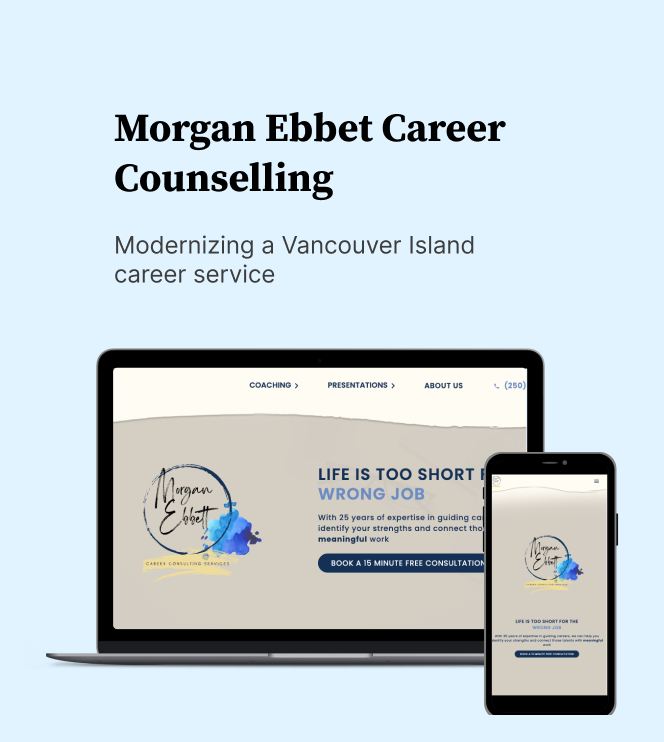 Morgan Ebbet Career
Counselling
Modernizing a Vancouver Island
career service
COACHING
PRESENTATIONS
ABOUT US
(250)
Morgan
Ebbett
CAREER CONSULTING SERVICES
LIFE IS TOO SHORT F
WRONG JOB
With 25 years of expertise in guiding ca
identify your strengths and connect tho
meaningful work
BOOK A 15 MINUTE FREE CONSULTATION
Morgan
Ebbett
LIFE IS TOO SHORT FOR THE
WRONG JOB
With 25 years of expertise in guiding careers, we can help you
identify your strengths and connect those talents with meaningful
work
BOOK A 15 MINUTE FREE CONSULTATION